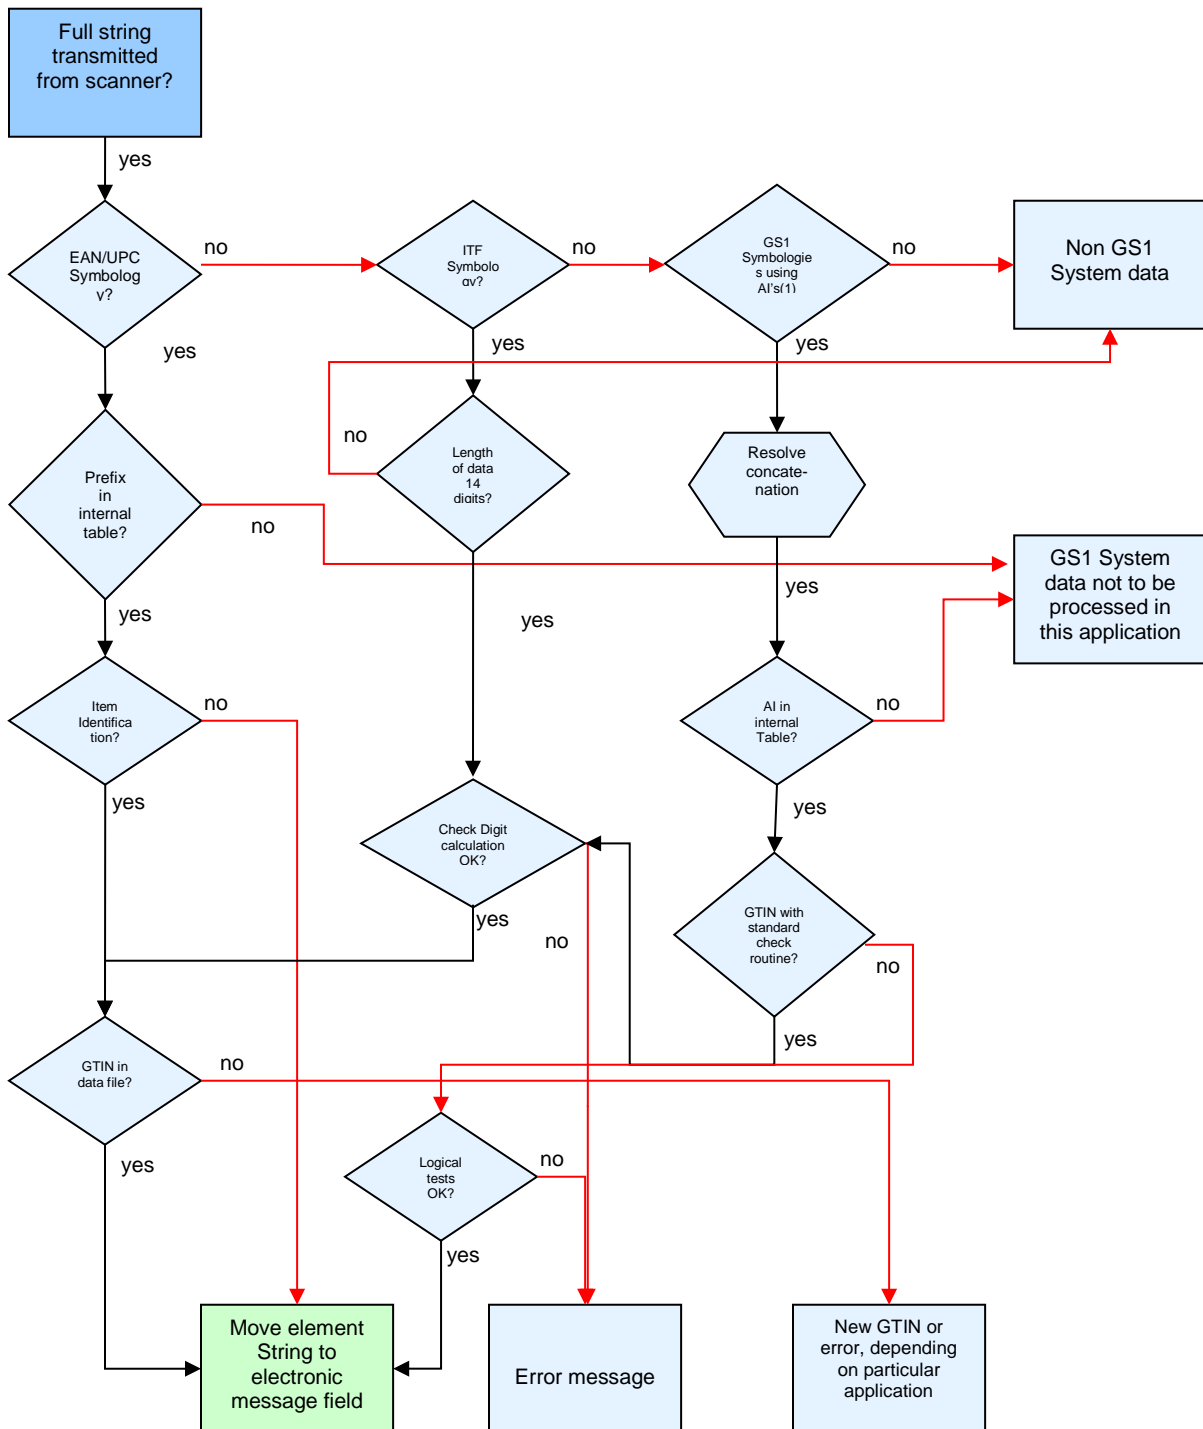 Full string
transmitted
from scanner?
yes
EAN/UPC
Symbolog
y?
no
ITF
Symbolo
gy?
no
GS1
Symbologie
s using
AI's(1)
no
Non GS1
System data
yes
yes
yes
Prefix
in
internal
table?
no
no
Length
of data
14
digits?
Resolve
concate-
nation
GS1 System
data not to be
processed in
this application
yes
yes
yes
Item
Identifica
tion?
no
AI in
internal
Table?
no
yes
yes
Check Digit
calculation
OK?
yes
no
GTIN with
standard
check
routine?
no
yes
GTIN in
data file?
no
yes
Logical
tests
OK?
no
yes
Move element
String to
electronic
message field
Error message
New GTIN or
error, depending
on particular
application